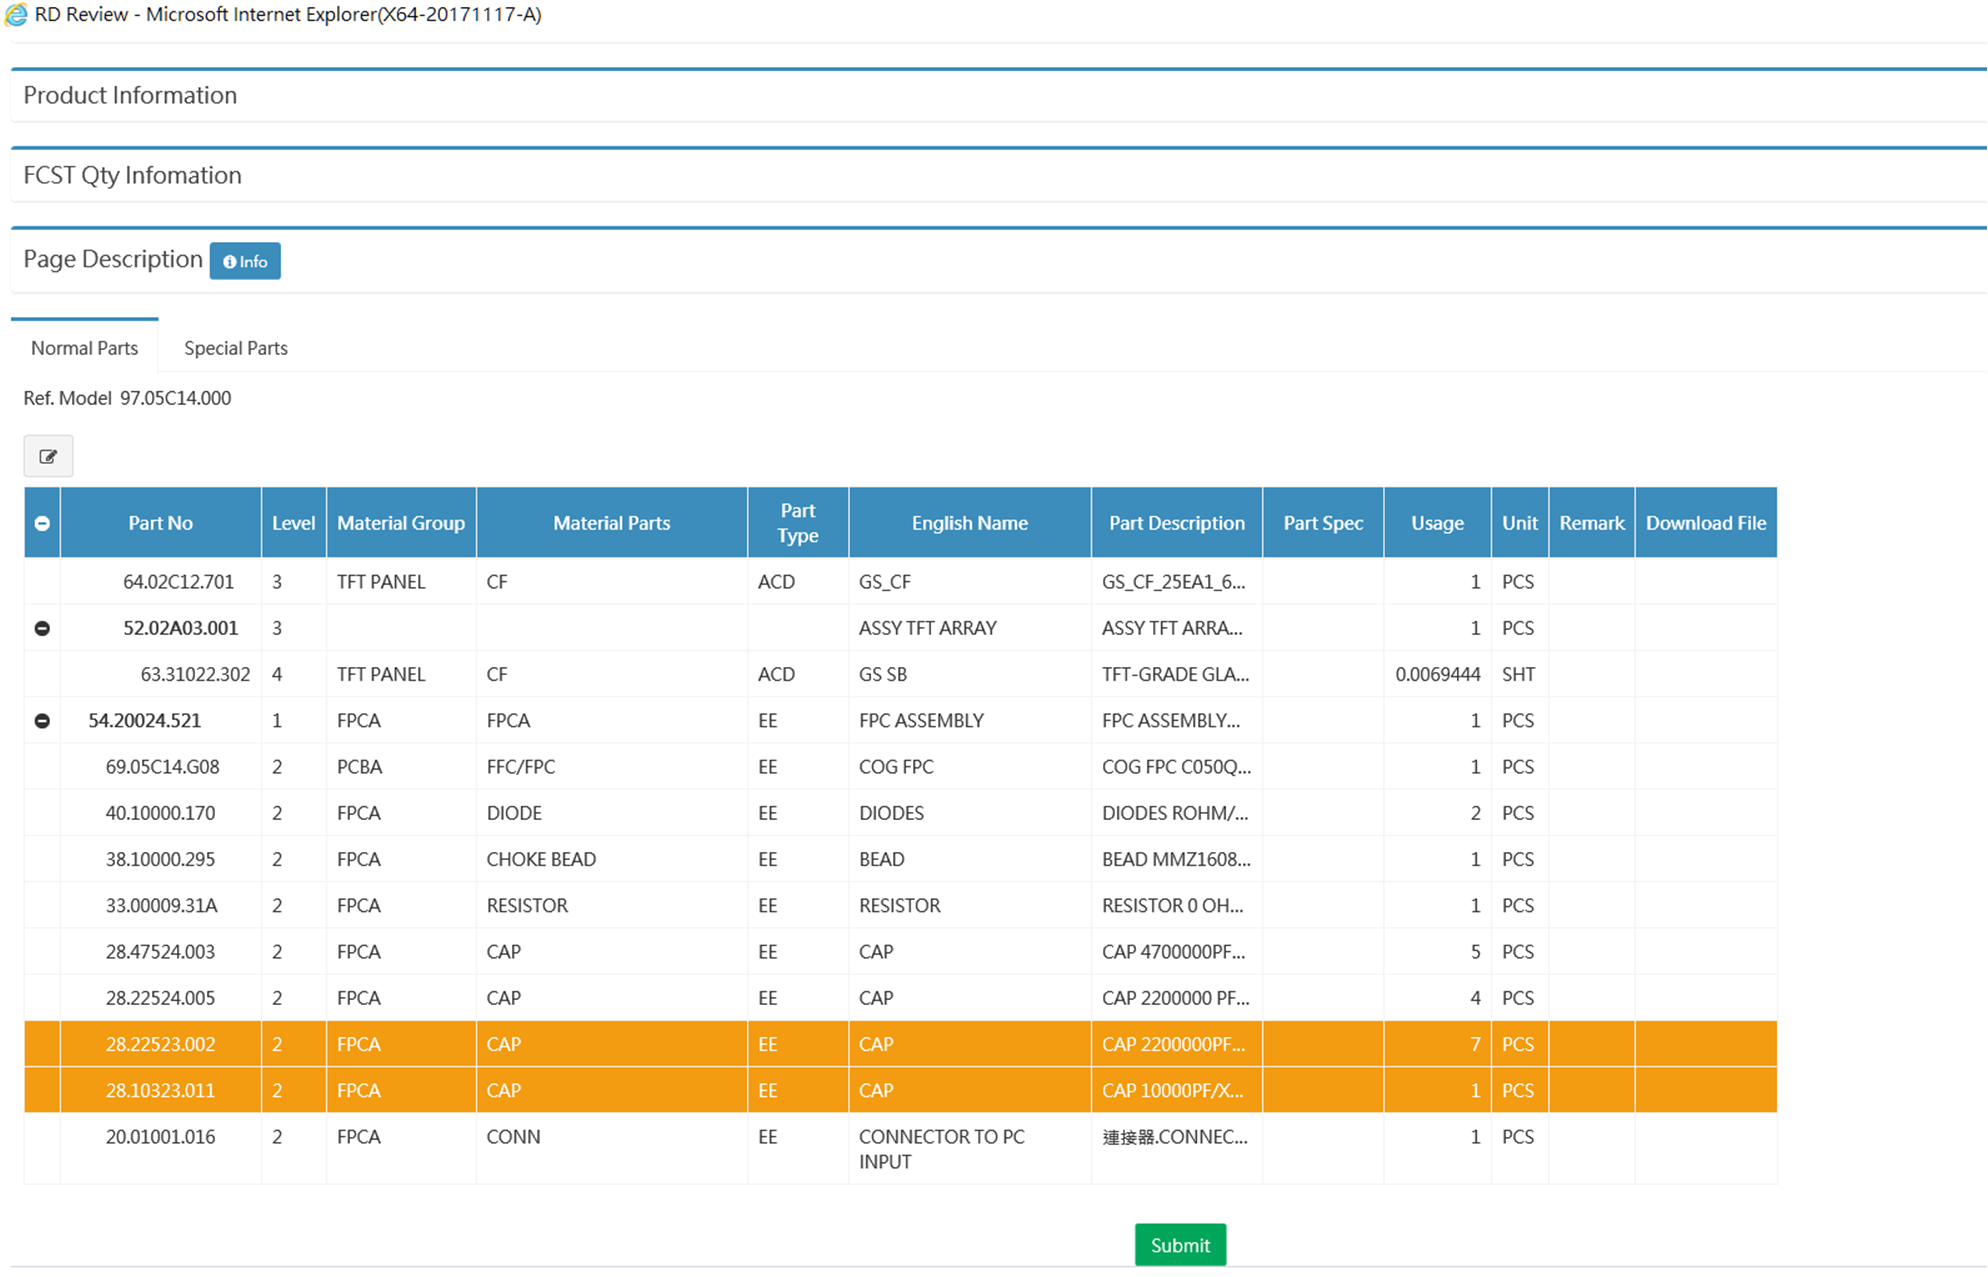 RD Review - Microsoft Internet Explorer(X64-20171117-A)
Product Information
FCST Qty Infomation
Page Description Info
Normal Parts Special Parts
Ref. Model 97.05C14.000
Part No Level Material Group Material Parts Part Type English Name Part Description Part Spec Usage Unit Remark Download File
64.02C12.701 3 TFT PANEL CF ACD GS_CF GS_CF_25EA1_6... 1 PCS
52.02A03.001 3 ASSY TFT ARRAY ASSY TFT ARRA... 1 PCS
63.31022.302 4 TFT PANEL CF ACD GS SB TFT-GRADE GLA... 0.0069444 SHT
54.20024.521 1 FPCA FPCA EE FPC ASSEMBLY FPC ASSEMBLY... 1 PCS
69.05C14.G08 2 PCBA FFC/FPC EE COG FPC COG FPC C050Q... 1 PCS
40.10000.170 2 FPCA DIODE EE DIODES DIODES ROHM/... 2 PCS
38.10000.295 2 FPCA CHOKE BEAD EE BEAD BEAD MMZ1608... 1 PCS
33.00009.31A 2 FPCA RESISTOR EE RESISTOR RESISTOR 0 OH... 1 PCS
28.47524.003 2 FPCA CAP EE CAP CAP 4700000PF... 5 PCS
28.22524.005 2 FPCA CAP EE CAP CAP 2200000 PF... 4 PCS
28.22523.002 2 FPCA CAP EE CAP CAP 2200000PF... 7 PCS
28.10323.011 2 FPCA CAP EE CAP CAP 10000PF/X... 1 PCS
20.01001.016 2 FPCA CONN EE CONNECTOR TO PC INPUT 連接器.CONNEC... 1 PCS
Submit